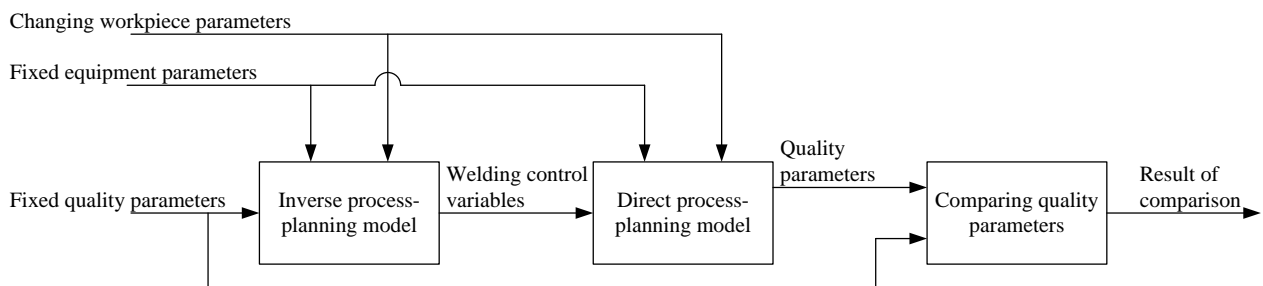 Changing workpiece parameters
Fixed equipment parameters
Fixed quality parameters
Inverse process-
planning model
Welding control
variables
Direct process-
planning model
Quality
parameters
Comparing quality
parameters
Result of
comparison